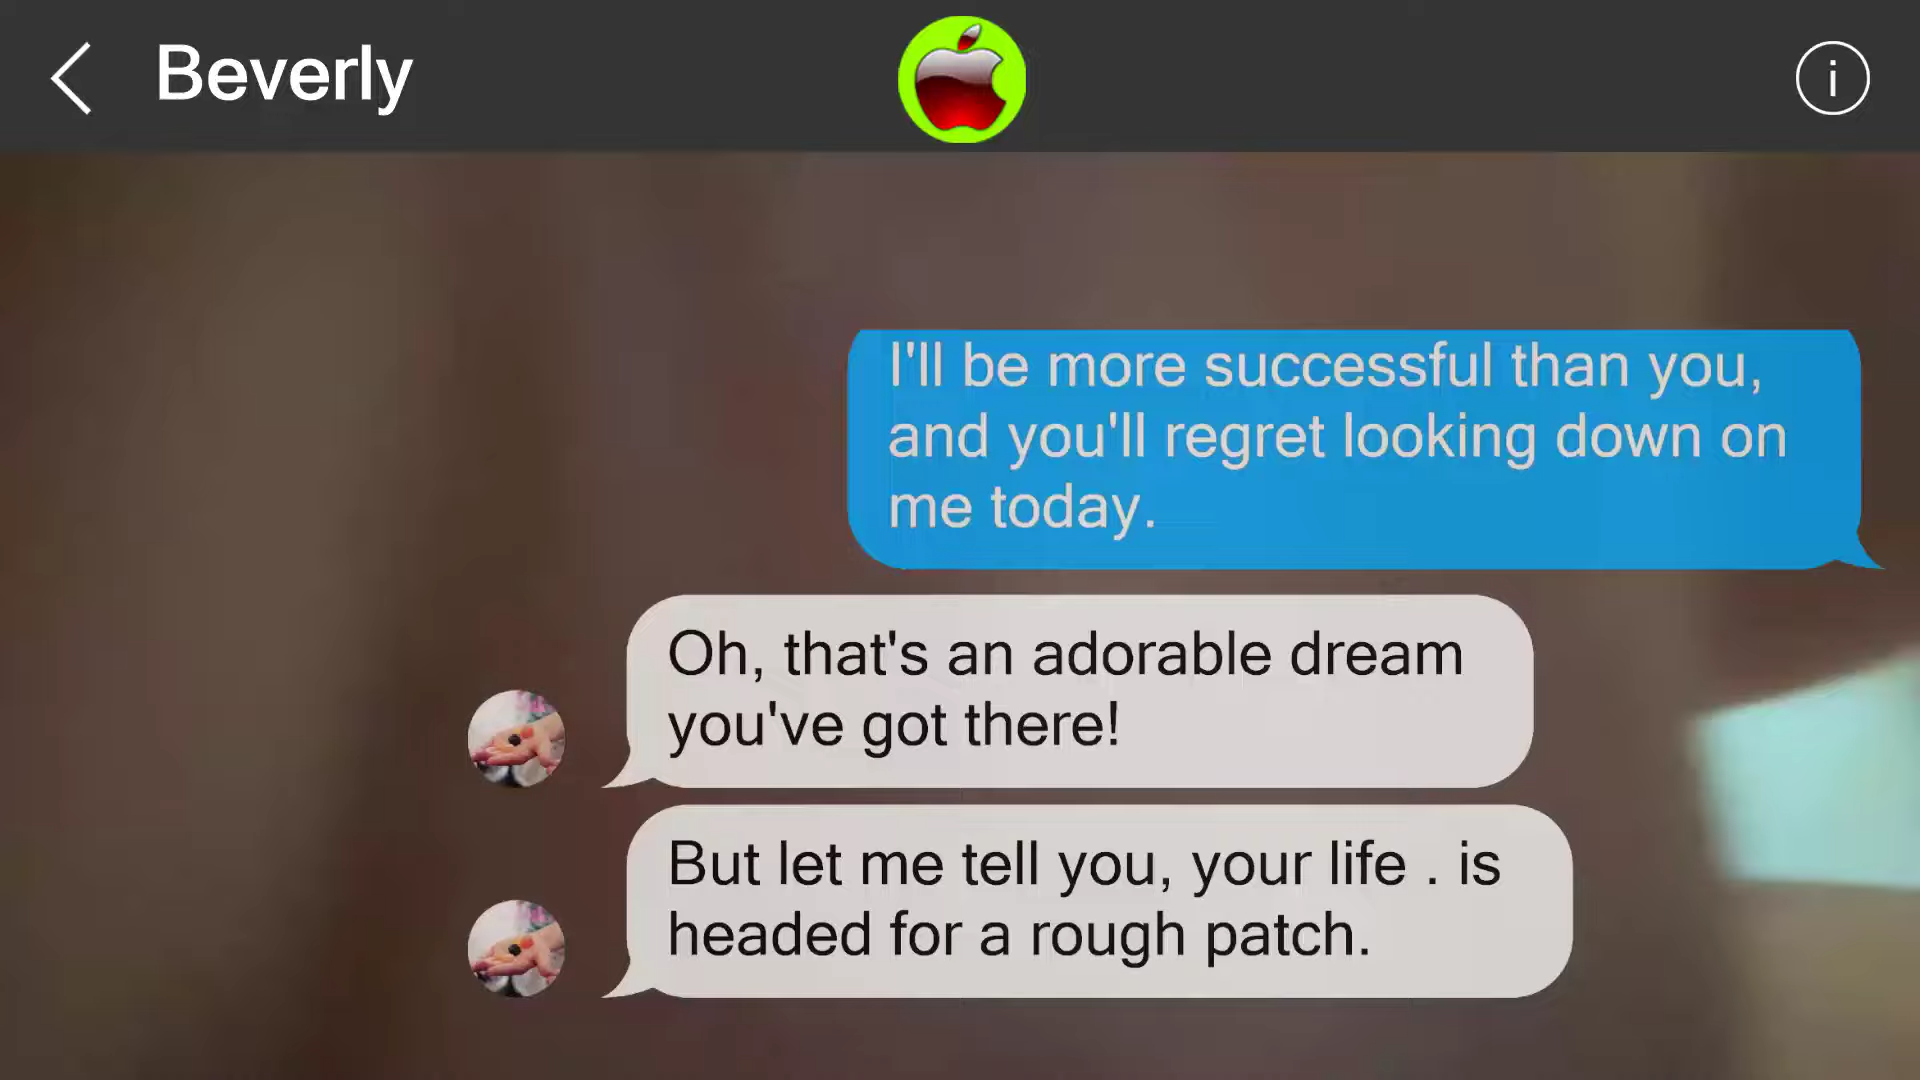 Beverly
i
I'll be more successful than you,
and you'll regret looking down on
me today.
Oh, that's an adorable dream
you've got there!
But let me tell you, your life . is
headed for a rough patch.